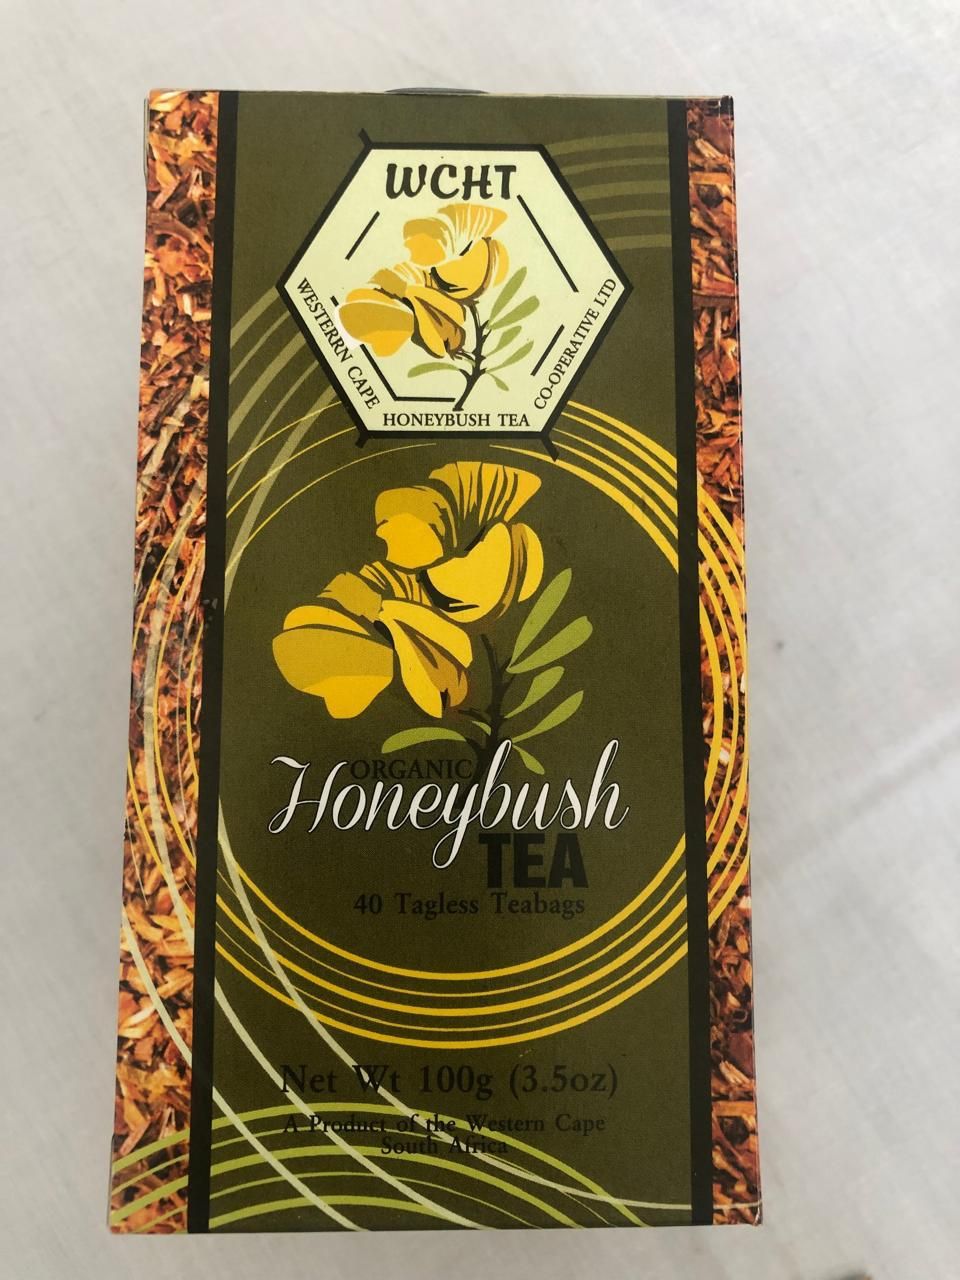 WCHT
WESTERRN CAPE
HONEYBUSH TEA
CO-OPERATIVE LTD
ORGANIC
Honeybush
TEA
40 Tagless Teabags
Net Wt 100g (3.5oz)
A Product of the Western Cape
South Africa